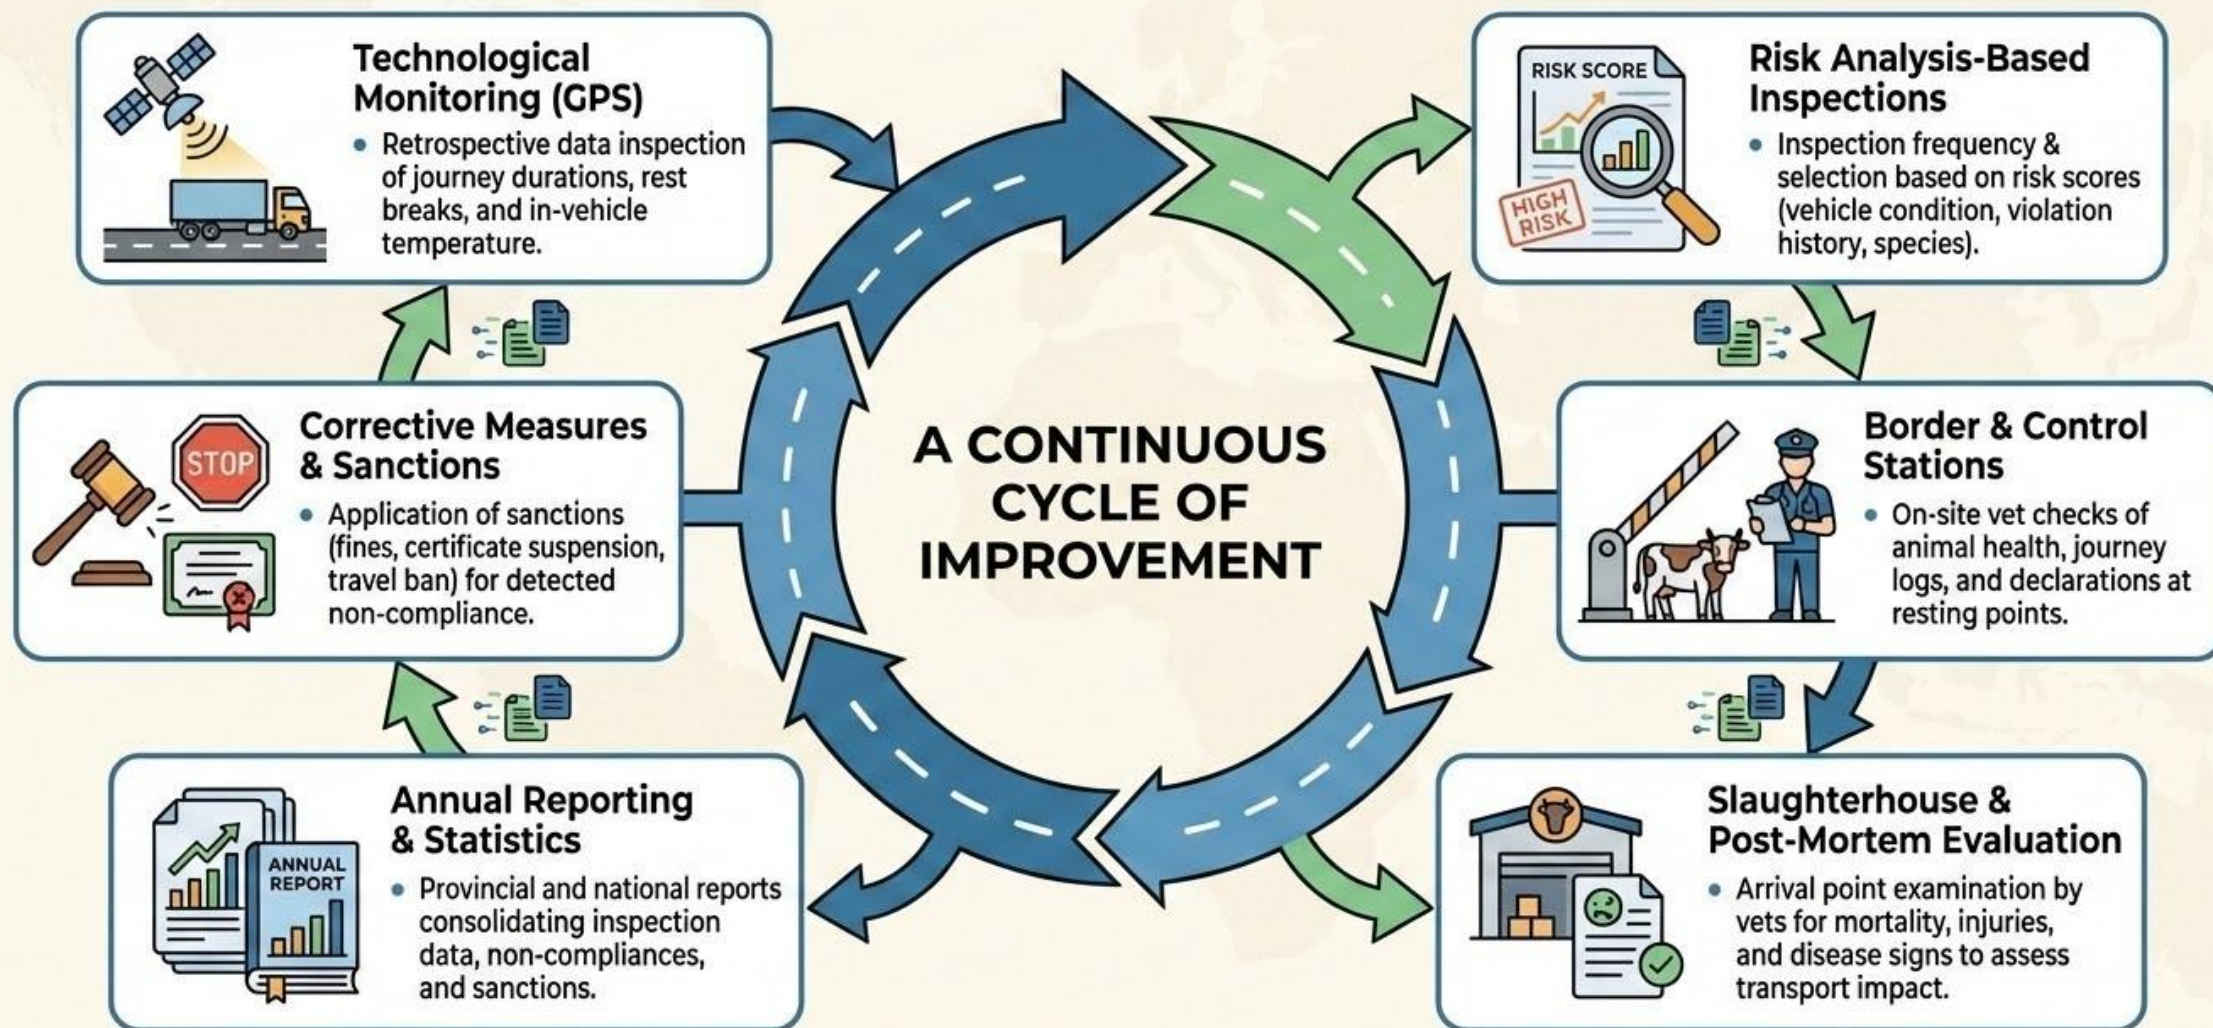 Technological
Monitoring (GPS)
• Retrospective data inspection
of journey durations, rest
breaks, and in-vehicle
temperature.
RISK SCORE
HIGH
RISK
Risk Analysis-Based
Inspections
• Inspection frequency &
selection based on risk scores
(vehicle condition, violation
history, species).
STOP
Corrective Measures
& Sanctions
• Application of sanctions
(fines, certificate suspension,
travel ban) for detected
non-compliance.
A CONTINUOUS
CYCLE OF
IMPROVEMENT
Border & Control
Stations
• On-site vet checks of
animal health, journey
logs, and declarations at
resting points.
ANNUAL
REPORT
Annual Reporting
& Statistics
• Provincial and national reports
consolidating inspection
data, non-compliances,
and sanctions.
Slaughterhouse &
Post-Mortem Evaluation
• Arrival point examination by
vets for mortality, injuries,
and disease signs to assess
transport impact.